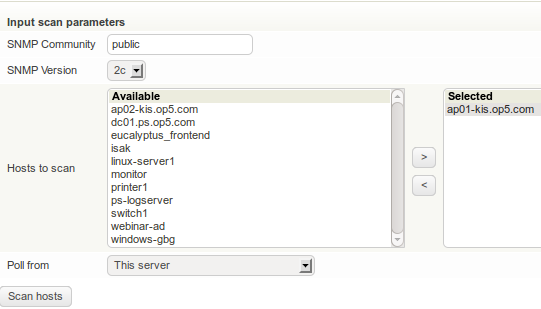 Input scan parameters
SNMP Community public
SNMP Version 2c
Available Selected
ap02-kis.op5.com ap01-kis.op5.com
dc01.ps.op5.com
eucalyptus_frontend
isak
linux-server1
monitor
Hosts to scan printer1
ps-logserver
switch1
webinar-ad
windows-gbg
>
<
Poll from This server
Scan hosts